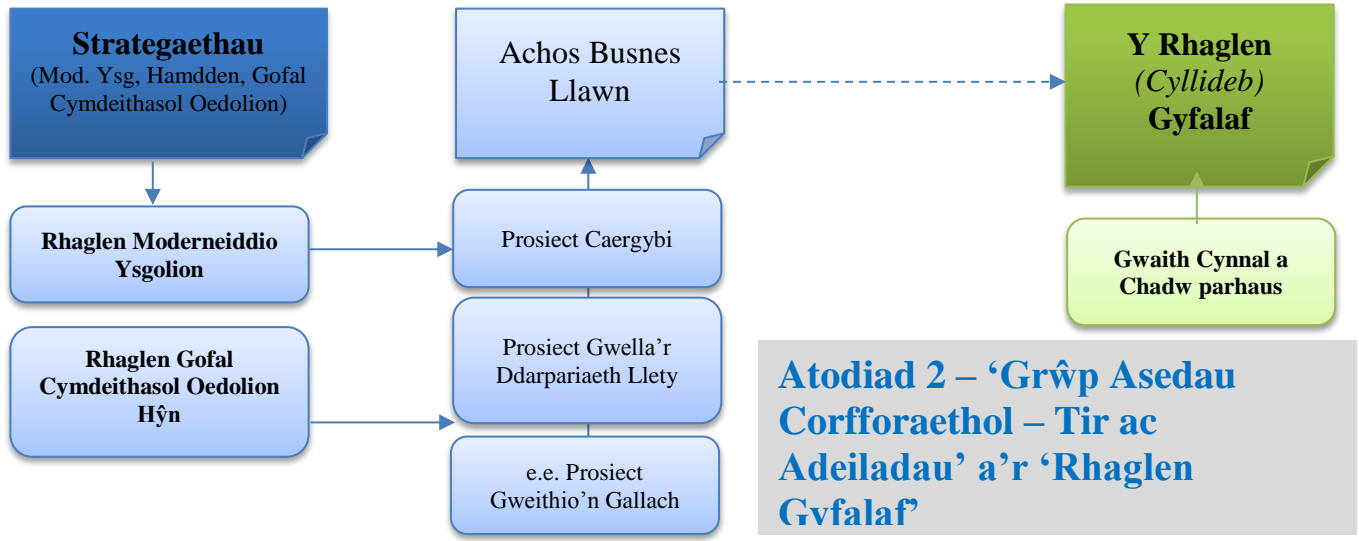 Strategaethau
(Mod. Ysg, Hamdden, Gofal
Cymdeithasol Oedolion)
Achos Busnes
Llawn
Y Rhaglen
(Cyllideb)
Gyfalaf
Rhaglen Moderneiddio
Ysgolion
Prosiect Caergybi
Gwaith Cynnal a
Chadw parhaus
Rhaglen Gofal
Cymdeithasol Oedolion
Hŷn
Prosiect Gwella’r
Ddarpariaeth Llety
e.e. Prosiect
Gweithio’n Gallach
Atodiad 2 – ‘Grŵp Asedau
Corfforaethol – Tir ac
Adeiladau’ a’r ‘Rhaglen
Gyfalaf’